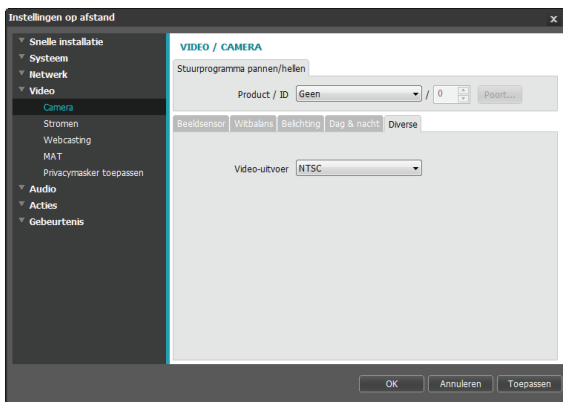 Instellingen op afstand x
Snelle installatie
Systeem
Netwerk
Video
Camera
Stromen
Webcasting
MAT
Privacymasker toepassen
Audio
Acties
Gebeurtenis
VIDEO / CAMERA
Stuurprogramma pannen/hellen
Product / ID Geen / 0 Poort...
Beeldsensor Witbalans Belichting Dag & nacht Diverse
Video-uitvoer NTSC
OK Annuleren Toepassen